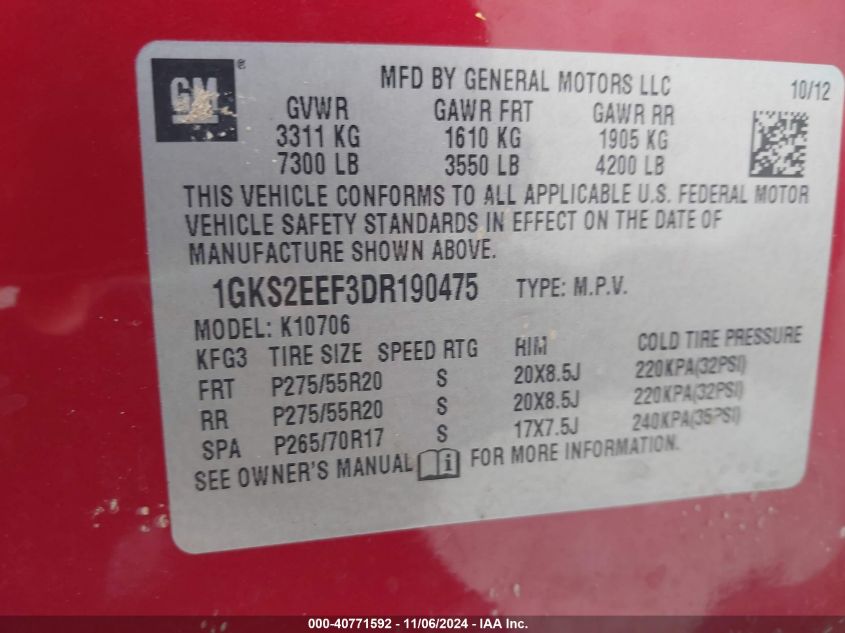 GM ®
MFD BY GENERAL MOTORS LLC
10/12
GVWR GAWR FRT GAWR RR
3311 KG 1610 KG 1905 KG
7300 LB 3550 LB 4200 LB
THIS VEHICLE CONFORMS TO ALL APPLICABLE U.S. FEDERAL MOTOR
VEHICLE SAFETY STANDARDS IN EFFECT ON THE DATE OF
MANUFACTURE SHOWN ABOVE.
1GKS2EEF3DR190475 TYPE: M.P.V.
MODEL: K10706
KFG3 TIRE SIZE SPEED RTG RIM COLD TIRE PRESSURE
FRT P275/55R20 S 20X8.5J 220KPA(32PSI)
RR P275/55R20 S 20X8.5J 220KPA(32PSI)
SPA P265/70R17 S 17X7.5J 240KPA(35PSI)
SEE OWNER'S MANUAL i FOR MORE INFORMATION.
000-40771592 - 11/06/2024 - IAA Inc.